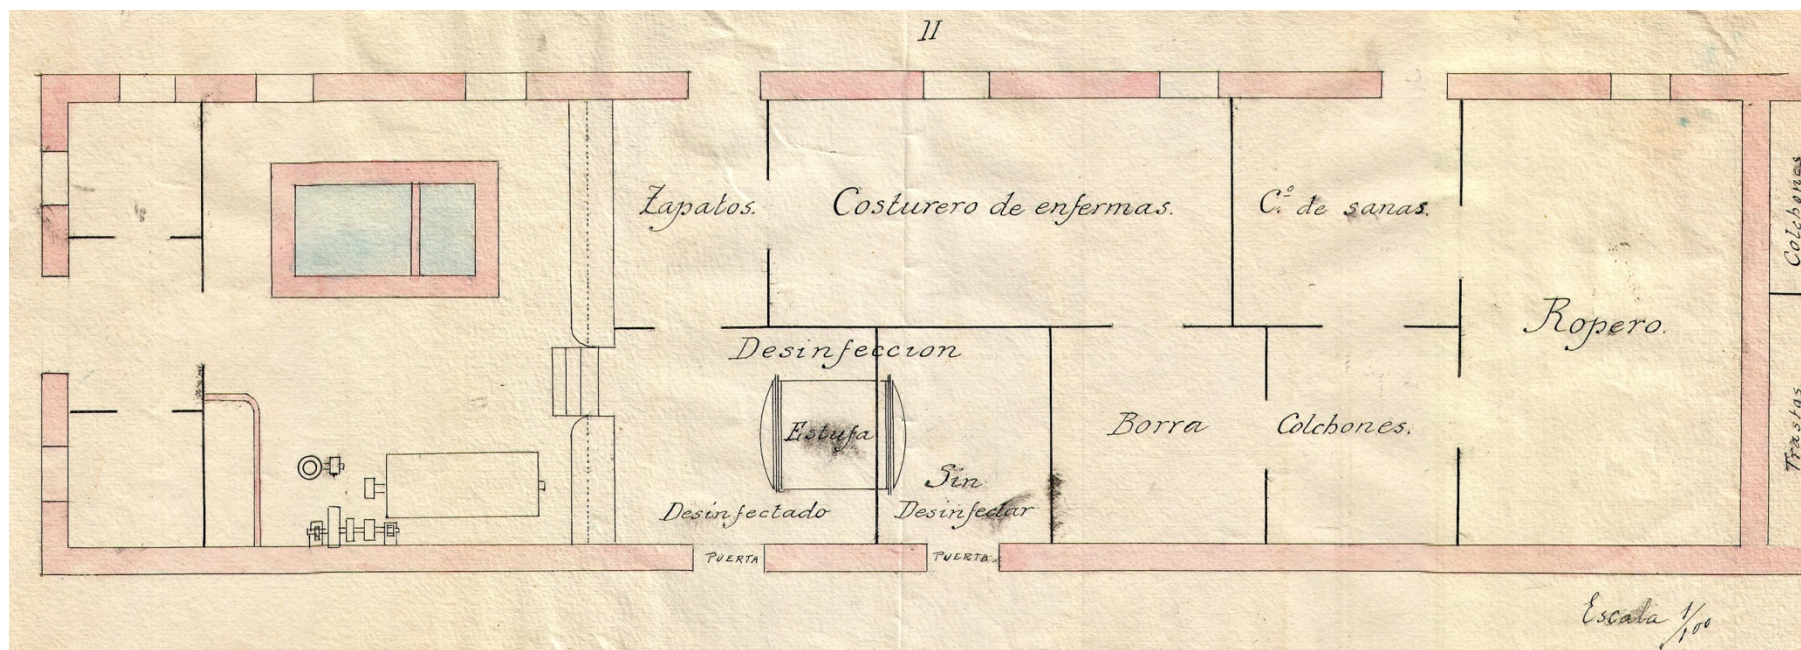 II
Zapatos.
Costurero de enfermas.
C.º de sanas.
Colchones
Ropero.
Desinfeccion
Estufa
Borra
Colchones.
Trastos
Sin
Desinfectado
Desinfectar
PUERTA
PUERTA.
Escala 1/100